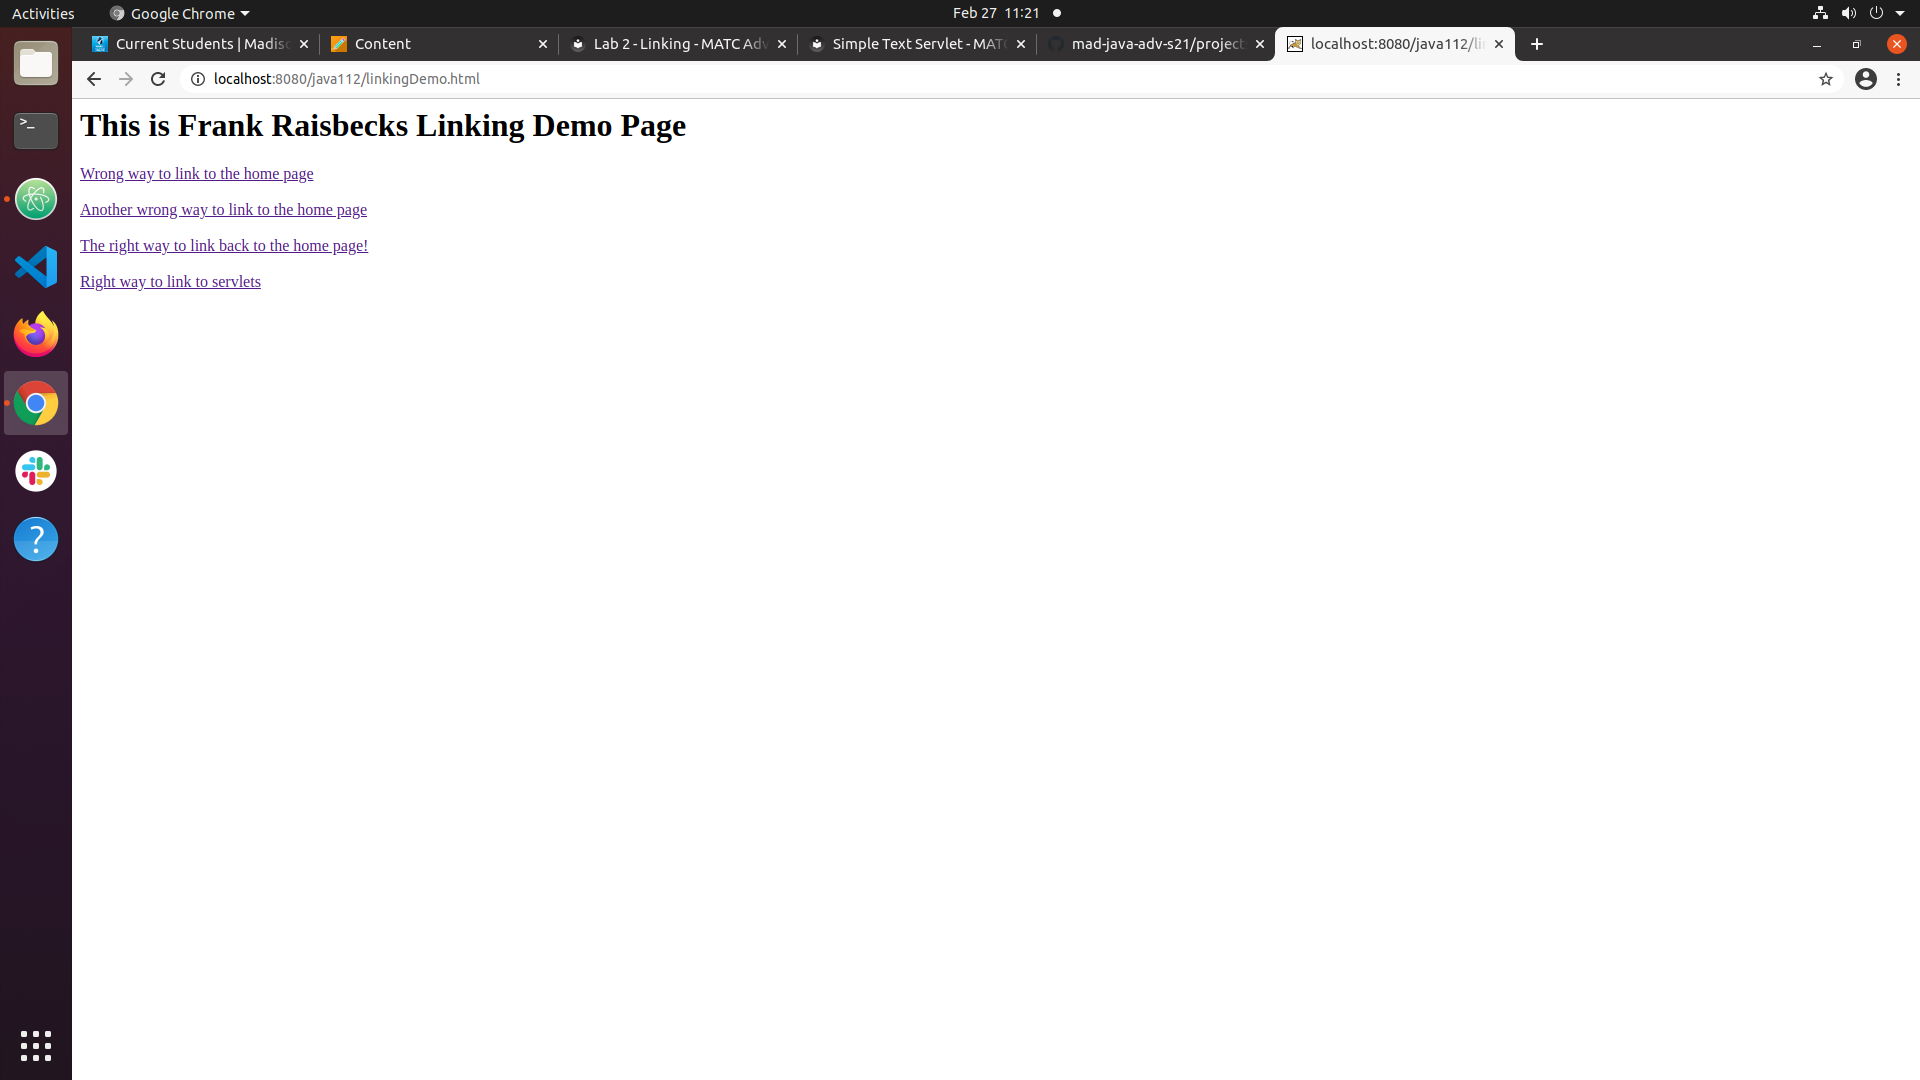 Activities
Google Chrome
Feb 27 11:21
Current Students | Madis
Content
Lab 2 - Linking - MATC Adv
Simple Text Servlet - MATC
mad-java-adv-s21/project
localhost:8080/java112/li
localhost:8080/java112/linkingDemo.html
This is Frank Raisbecks Linking Demo Page
Wrong way to link to the home page
Another wrong way to link to the home page
The right way to link back to the home page!
Right way to link to servlets